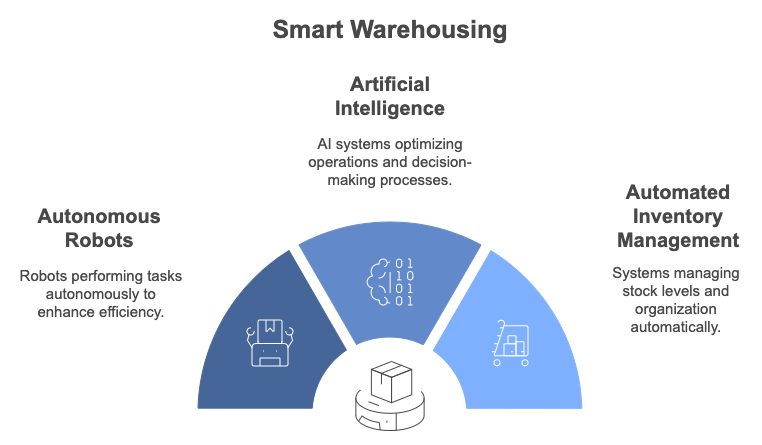 Smart Warehousing
Artificial
Intelligence
AI systems optimizing
operations and decision-
making processes.
Autonomous
Robots
Robots performing tasks
autonomously to
enhance efficiency.
Automated
Inventory
Management
Systems managing
stock levels and
organization
automatically.
01
10
01
01